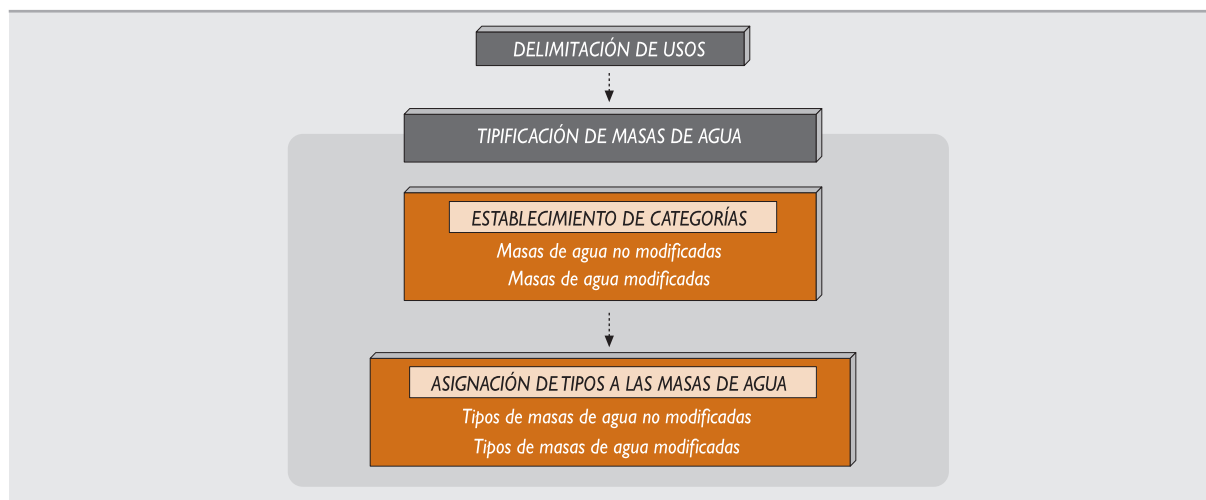 DELIMITACIÓN DE USOS
TIPIFICACIÓN DE MASAS DE AGUA
ESTABLECIMIENTO DE CATEGORÍAS
Masas de agua no modificadas
Masas de agua modificadas
ASIGNACIÓN DE TIPOS A LAS MASAS DE AGUA
Tipos de masas de agua no modificadas
Tipos de masas de agua modificadas